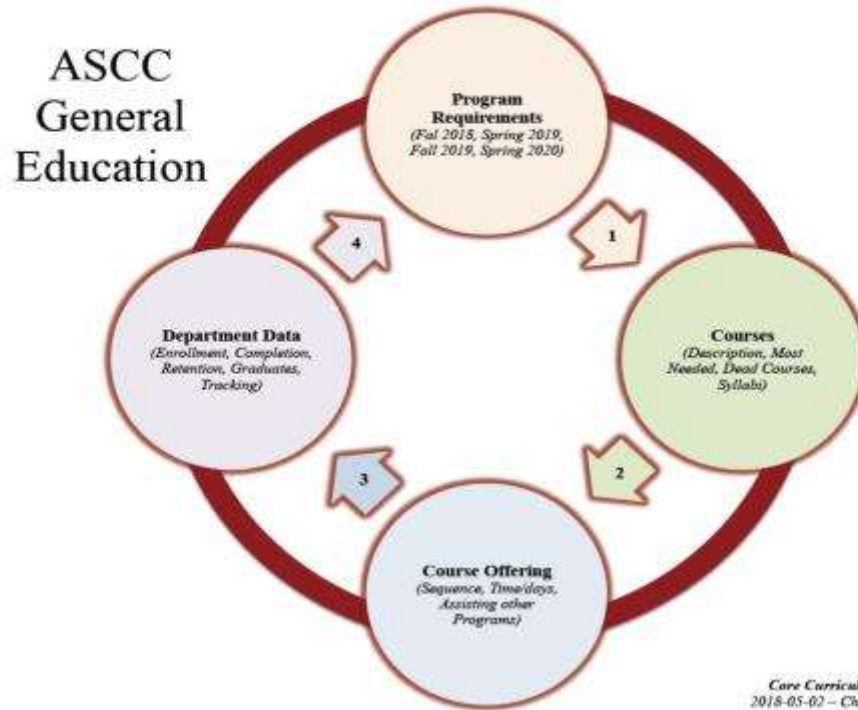 ASCC
General
Education
Program
Requirements
(Fal 2018, Spring 2019,
Fall 2019, Spring 2020)
4
1
Department Data
(Enrollment, Completion,
Retention, Graduates,
Tracking)
Courses
(Description, Most
Needed, Dead Courses,
Syllabi)
3
2
Course Offering
(Sequence, Time/days,
Assisting other
Programs)
Core
2018-05-02 –